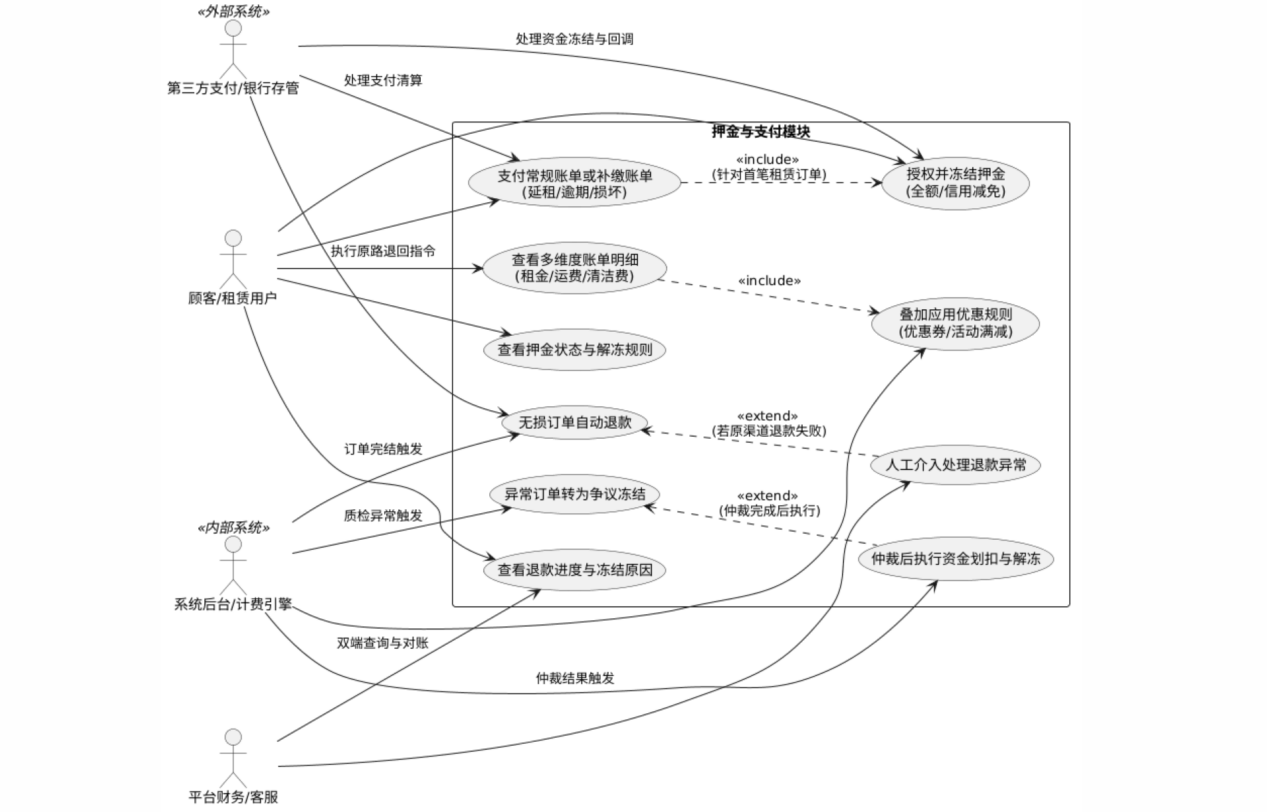 «外部系统»
第三方支付/银行存管
处理资金冻结与回调
处理支付清算
押金与支付模块
支付常规账单或补缴账单
(延租/逾期/损坏)
«include»
(针对首笔租赁订单)
授权并冻结押金
(全额/信用减免)
顾客/租赁用户
执行原路退回指令
查看多维度账单明细
(租金/运费/清洁费)
«include»
叠加应用优惠规则
(优惠券/活动满减)
查看押金状态与解冻规则
无损订单自动退款
«extend»
(若原渠道退款失败)
人工介入处理退款异常
订单完结触发
异常订单转为争议冻结
«extend»
(仲裁完成后执行)
质检异常触发
«内部系统»
系统后台/计费引擎
查看退款进度与冻结原因
仲裁后执行资金划扣与解冻
双端查询与对账
仲裁结果触发
平台财务/客服